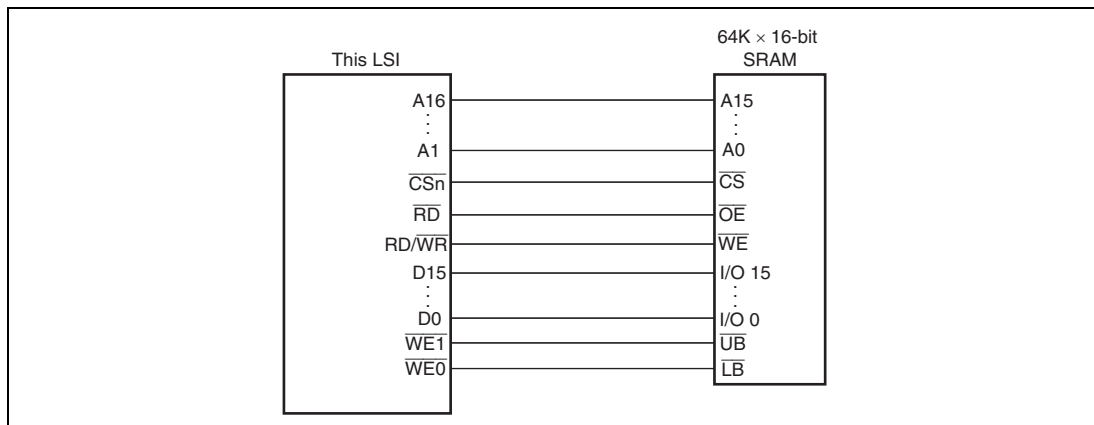 64K × 16-bit
This LSI SRAM
A16 A15
A1 A0
CSn CS
RD OE
RD/WR WE
D15 I/O 15
D0 I/O 0
WE1 UB
WE0 LB